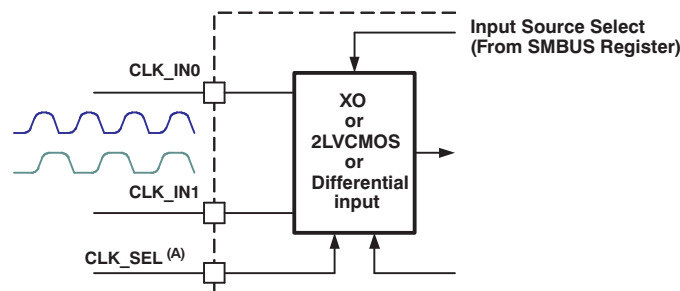 Input Source Select
(From SMBUS Register)
CLK_IN0
XO
or
2LVCMOS
or
Differential
input
CLK_IN1
CLK_SEL (A)